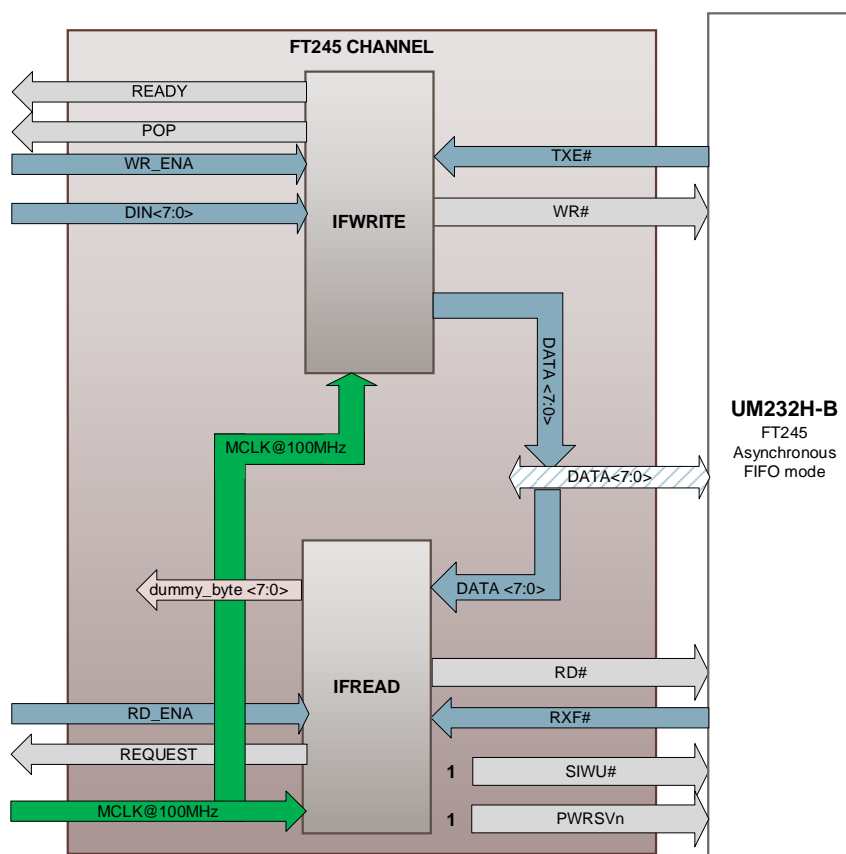 FT245 CHANNEL
READY
POP
WR_ENA
DIN<7:0>
IFWRITE
TXE#
WR#
DATA <7:0>
MCLK@100MHz
UM232H-B
FT245
Asynchronous
FIFO mode
DATA<7:0>
dummy_byte <7:0>
DATA <7:0>
IFREAD
RD#
RD_ENA
RXF#
REQUEST
1
SIWU#
MCLK@100MHz
1
PWRSVn